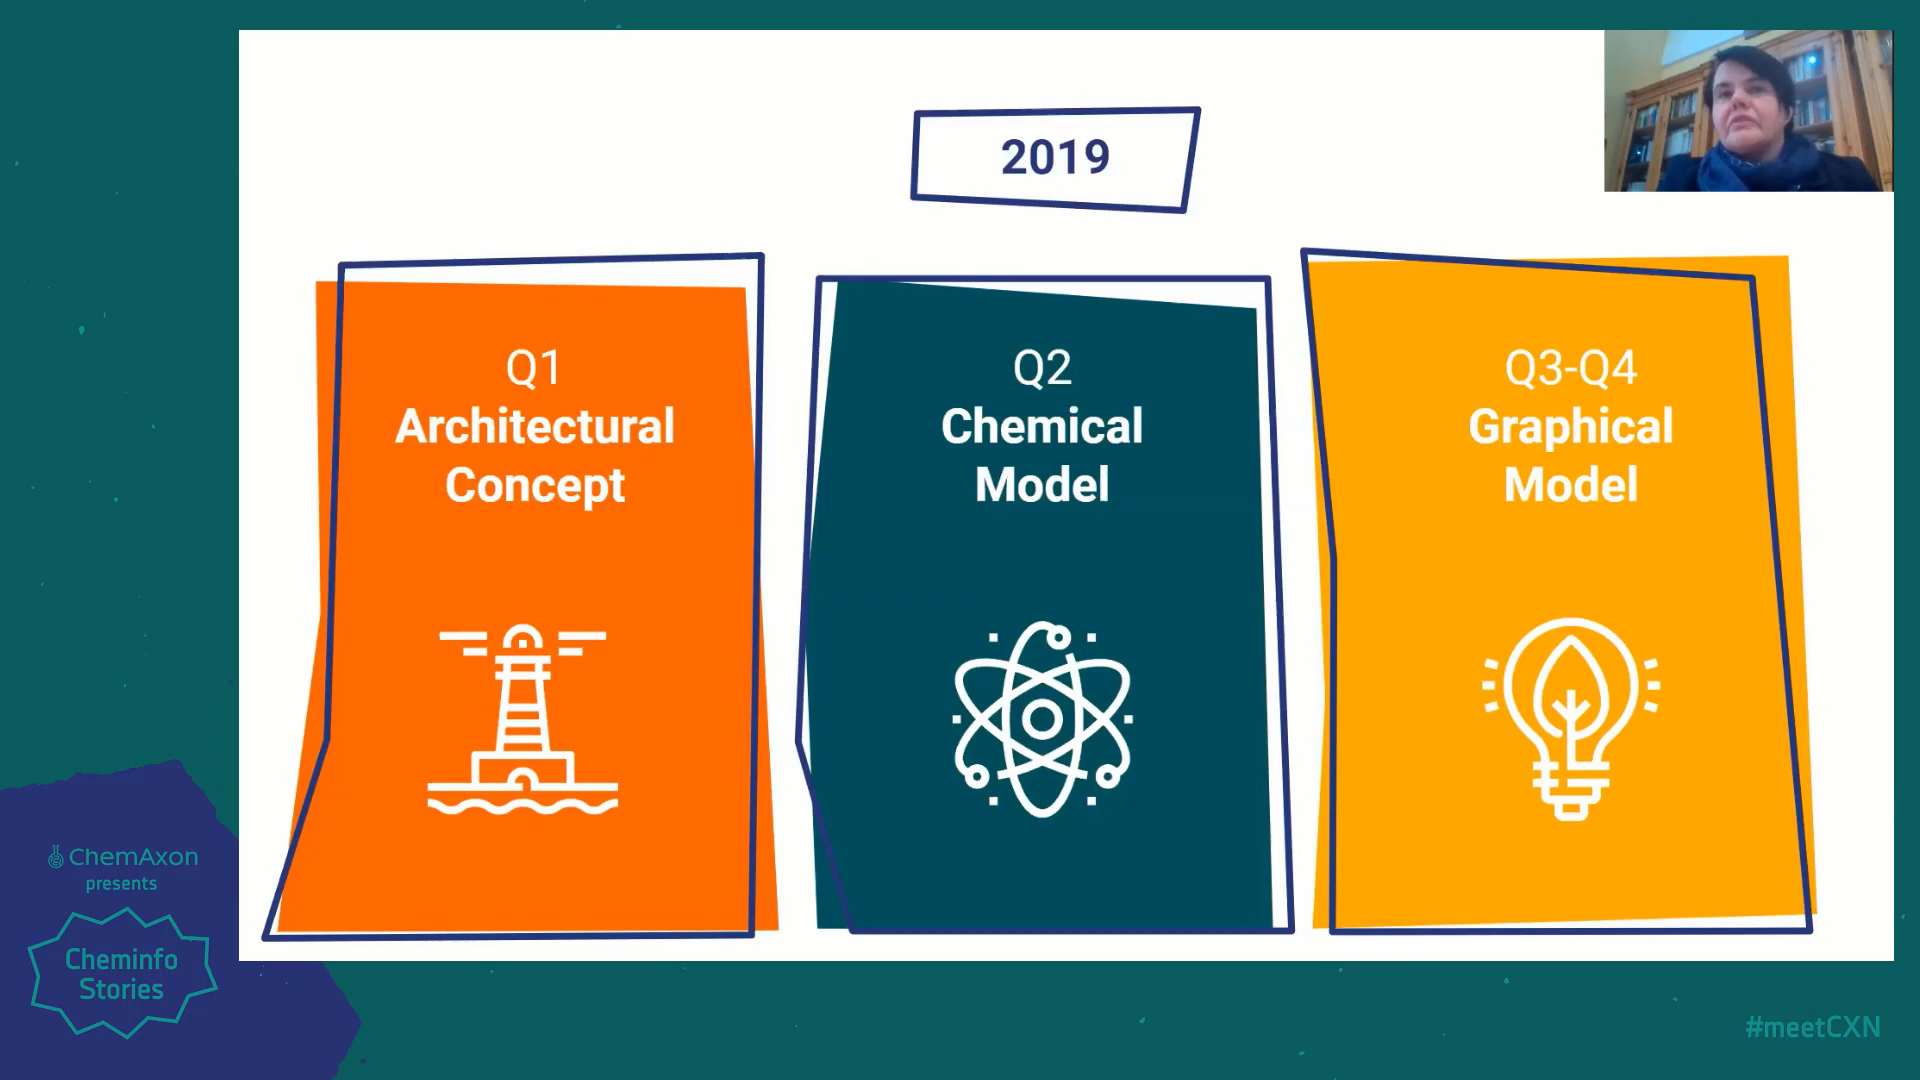 2019
Q1
Architectural
Concept
Q2
Chemical
Model
Q3-Q4
Graphical
Model
ChemAxon
presents
Cheminfo
Stories
#meetCXN